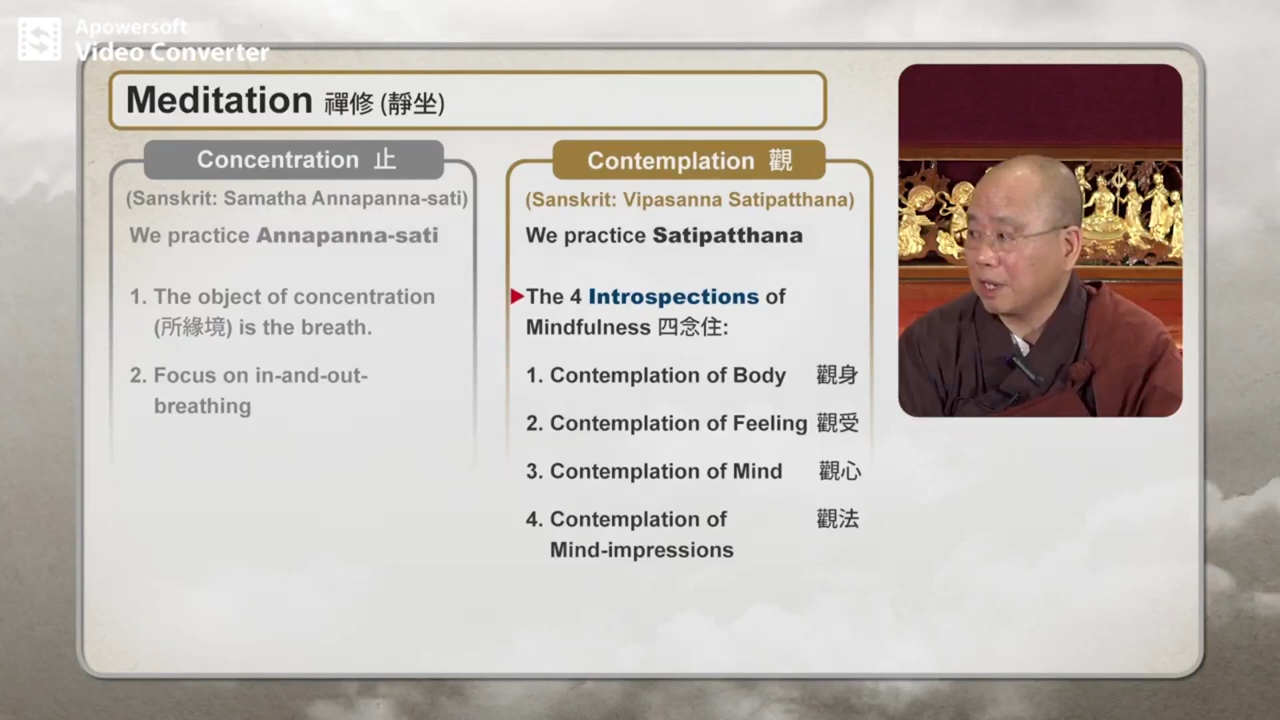 Apowersoft
Video Converter
Meditation 禪修 (靜坐)
Concentration 止
(Sanskrit: Samatha Annapanna-sati)
We practice Annapanna-sati
1. The object of concentration
(所緣境) is the breath.
2. Focus on in-and-out-
breathing
Contemplation 觀
(Sanskrit: Vipasanna Satipatthana)
We practice Satipatthana
The 4 Introspections of
Mindfulness 四念住:
1. Contemplation of Body 觀身
2. Contemplation of Feeling 觀受
3. Contemplation of Mind 觀心
4. Contemplation of 觀法
Mind-impressions